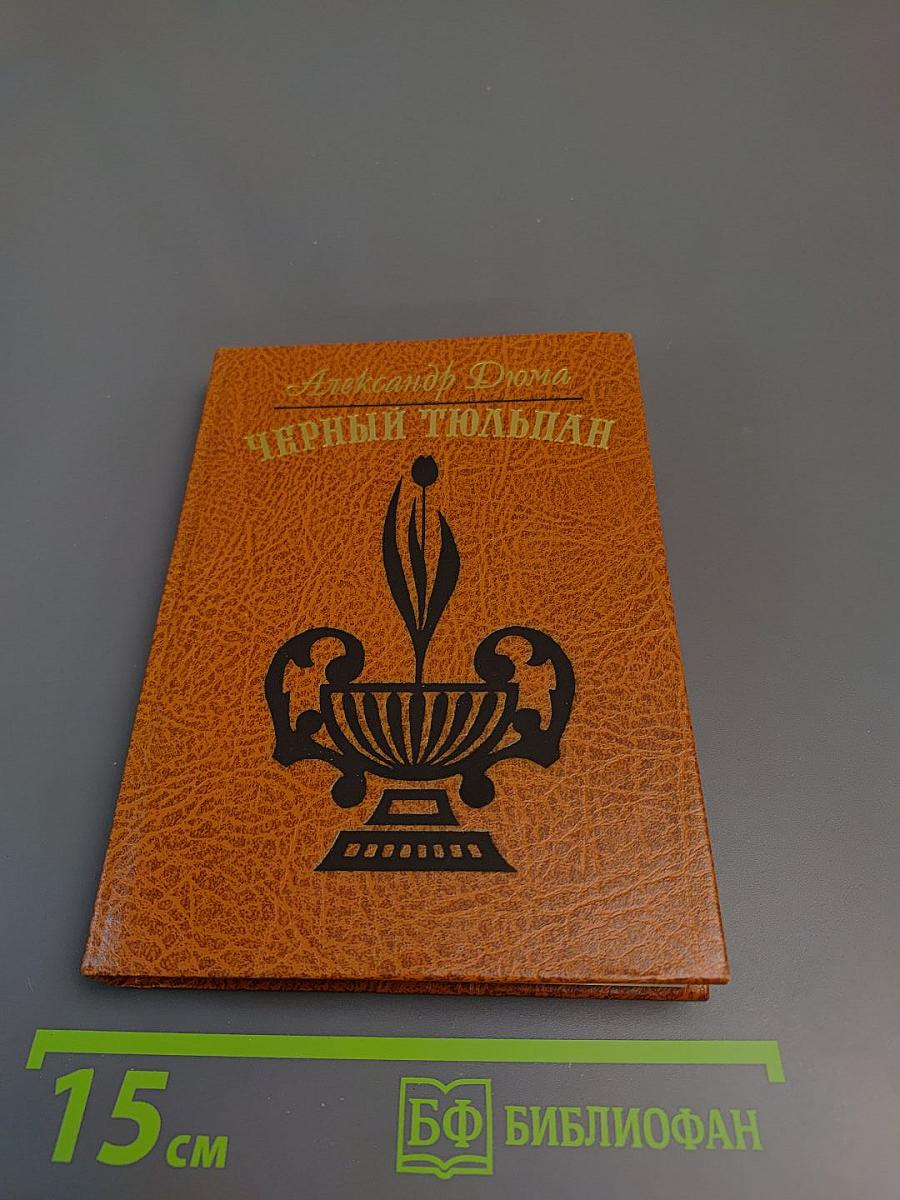 Александр Дюма
ЧЕРНЫЙ ТЮЛЬПАН
15 см
БФ БИБЛИОФАН